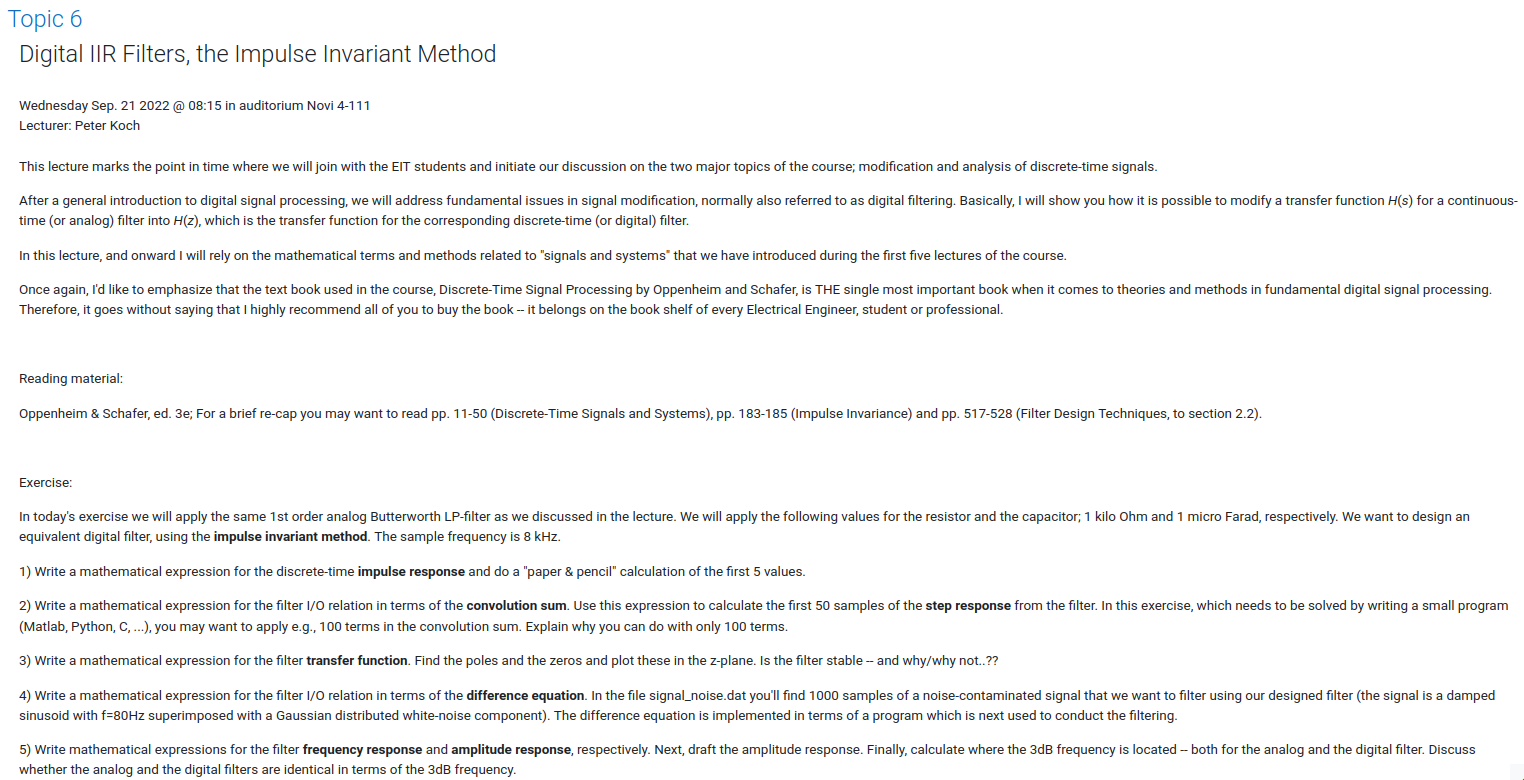 Topic 6
Digital IIR Filters, the Impulse Invariant Method
Wednesday Sep. 21 2022 @ 08:15 in auditorium Novi 4-111
Lecturer: Peter Koch
This lecture marks the point in time where we will join with the EIT students and initiate our discussion on the two major topics of the course; modification and analysis of discrete-time signals.
After a general introduction to digital signal processing, we will address fundamental issues in signal modification, normally also referred to as digital filtering. Basically, I will show you how it is possible to modify a transfer function H(s) for a continuous-
time (or analog) filter into H(z), which is the transfer function for the corresponding discrete-time (or digital) filter.
In this lecture, and onward I will rely on the mathematical terms and methods related to "signals and systems" that we have introduced during the first five lectures of the course.
Once again, I'd like to emphasize that the text book used in the course, Discrete-Time Signal Processing by Oppenheim and Schafer, is THE single most important book when it comes to theories and methods in fundamental digital signal processing.
Therefore, it goes without saying that I highly recommend all of you to buy the book -- it belongs on the book shelf of every Electrical Engineer, student or professional.
Reading material:
Oppenheim & Schafer, ed. 3e; For a brief re-cap you may want to read pp. 11-50 (Discrete-Time Signals and Systems), pp. 183-185 (Impulse Invariance) and pp. 517-528 (Filter Design Techniques, to section 2.2).
Exercise:
In today's exercise we will apply the same 1st order analog Butterworth LP-filter as we discussed in the lecture. We will apply the following values for the resistor and the capacitor; 1 kilo Ohm and 1 micro Farad, respectively. We want to design an
equivalent digital filter, using the impulse invariant method. The sample frequency is 8 kHz.
1) Write a mathematical expression for the discrete-time impulse response and do a "paper & pencil" calculation of the first 5 values.
2) Write a mathematical expression for the filter I/O relation in terms of the convolution sum. Use this expression to calculate the first 50 samples of the step response from the filter. In this exercise, which needs to be solved by writing a small program
(Matlab, Python, C, ...), you may want to apply e.g., 100 terms in the convolution sum. Explain why you can do with only 100 terms.
3) Write a mathematical expression for the filter transfer function. Find the poles and the zeros and plot these in the z-plane. Is the filter stable -- and why/why not..??
4) Write a mathematical expression for the filter I/O relation in terms of the difference equation. In the file signal_noise.dat you'll find 1000 samples of a noise-contaminated signal that we want to filter using our designed filter (the signal is a damped
sinusoid with f=80Hz superimposed with a Gaussian distributed white-noise component). The difference equation is implemented in terms of a program which is next used to conduct the filtering.
5) Write mathematical expressions for the filter frequency response and amplitude response, respectively. Next, draft the amplitude response. Finally, calculate where the 3dB frequency is located -- both for the analog and the digital filter. Discuss
whether the analog and the digital filters are identical in terms of the 3dB frequency.